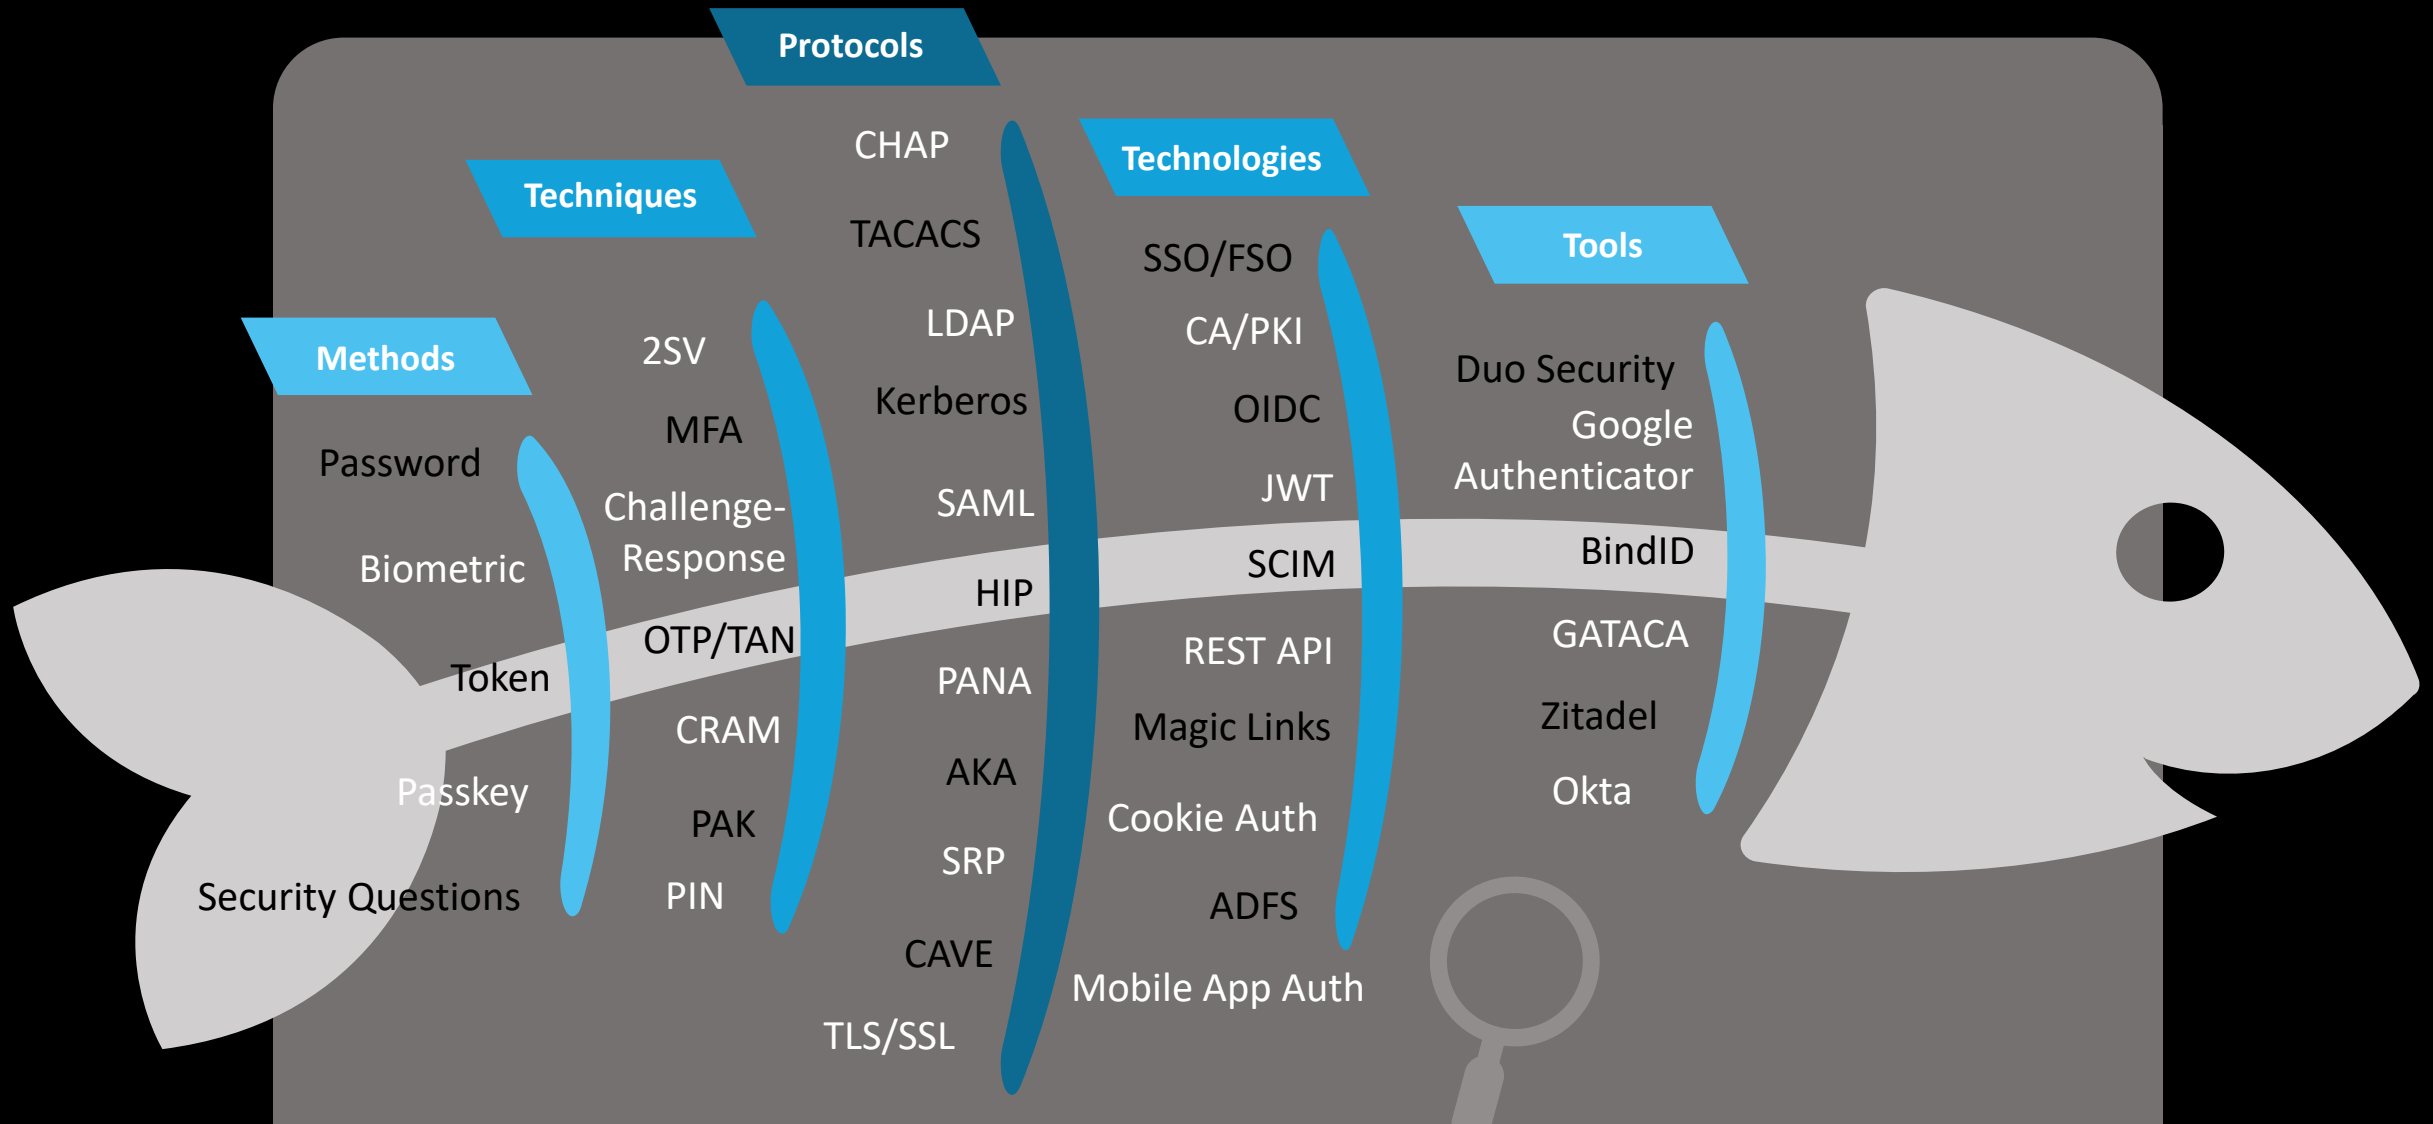 Methods
Password
Biometric
Token
Passkey
Security Questions
Techniques
2SV
MFA
Challenge-
Response
OTP/TAN
CRAM
PAK
PIN
Protocols
CHAP
TACACS
LDAP
Kerberos
SAML
HIP
PANA
AKA
SRP
CAVE
TLS/SSL
Technologies
SSO/FSO
CA/PKI
OIDC
JWT
SCIM
REST API
Magic Links
Cookie Auth
ADFS
Mobile App Auth
Tools
Duo Security
Google
Authenticator
BindID
GATACA
Zitadel
Okta